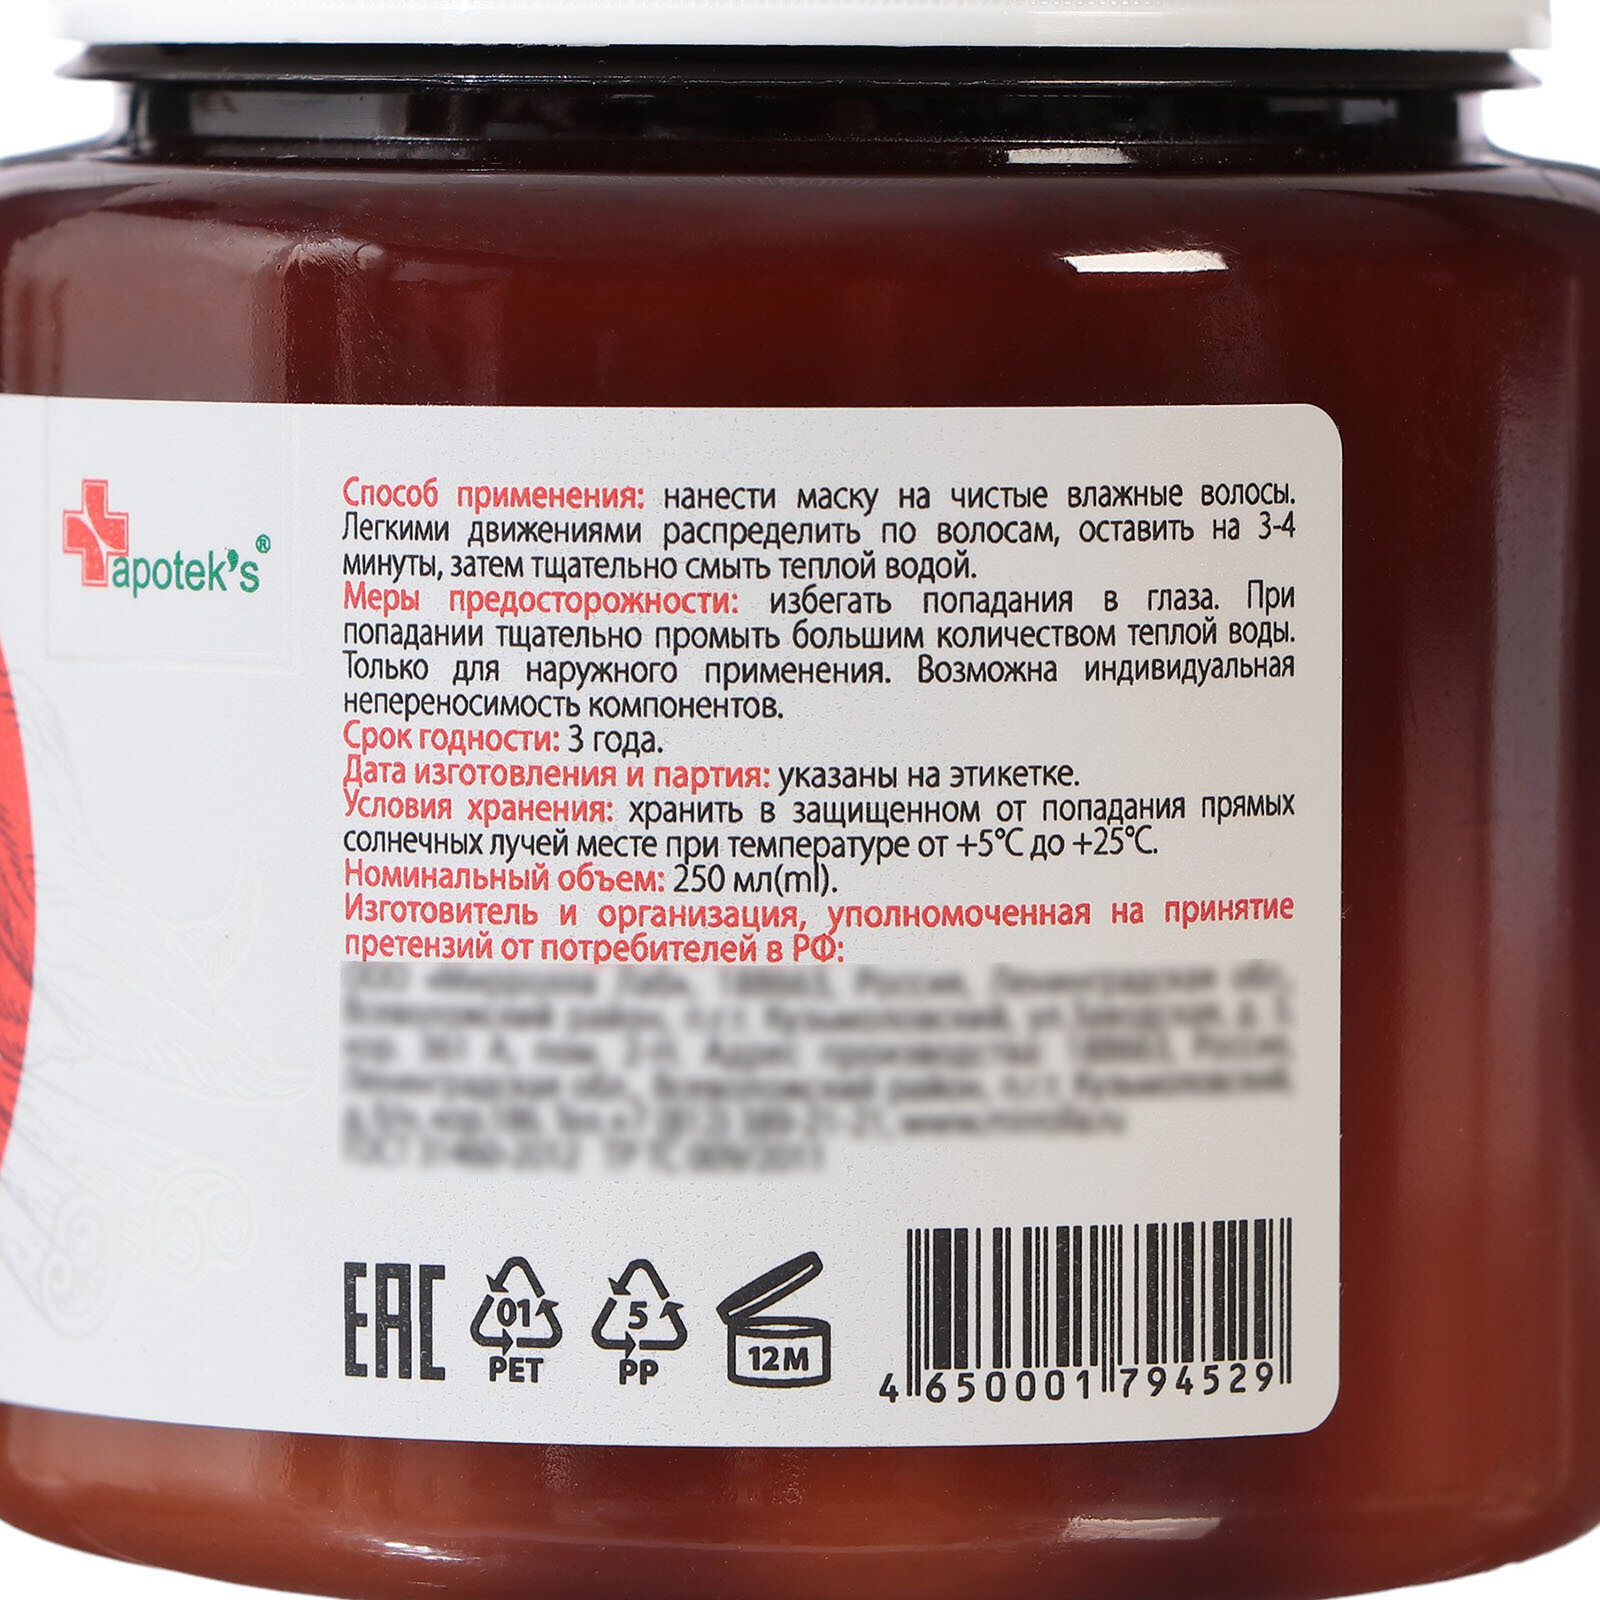 apotek's®
Способ применения: нанести маску на чистые влажные волосы.
Легкими движениями распределить по волосам, оставить на 3-4
минуты, затем тщательно смыть теплой водой.
Меры предосторожности: избегать попадания в глаза. При
попадании тщательно промыть большим количеством теплой воды.
Только для наружного применения. Возможна индивидуальная
непереносимость компонентов.
Срок годности: 3 года.
Дата изготовления и партия: указаны на этикетке.
Условия хранения: хранить в защищенном от попадания прямых
солнечных лучей месте при температуре от +5°С до +25°С.
Номинальный объем: 250 мл(ml).
Изготовитель и организация, уполномоченная на принятие
претензий от потребителей в РФ:
EAC
01
PET
5
PP
12M
4 650001 794529